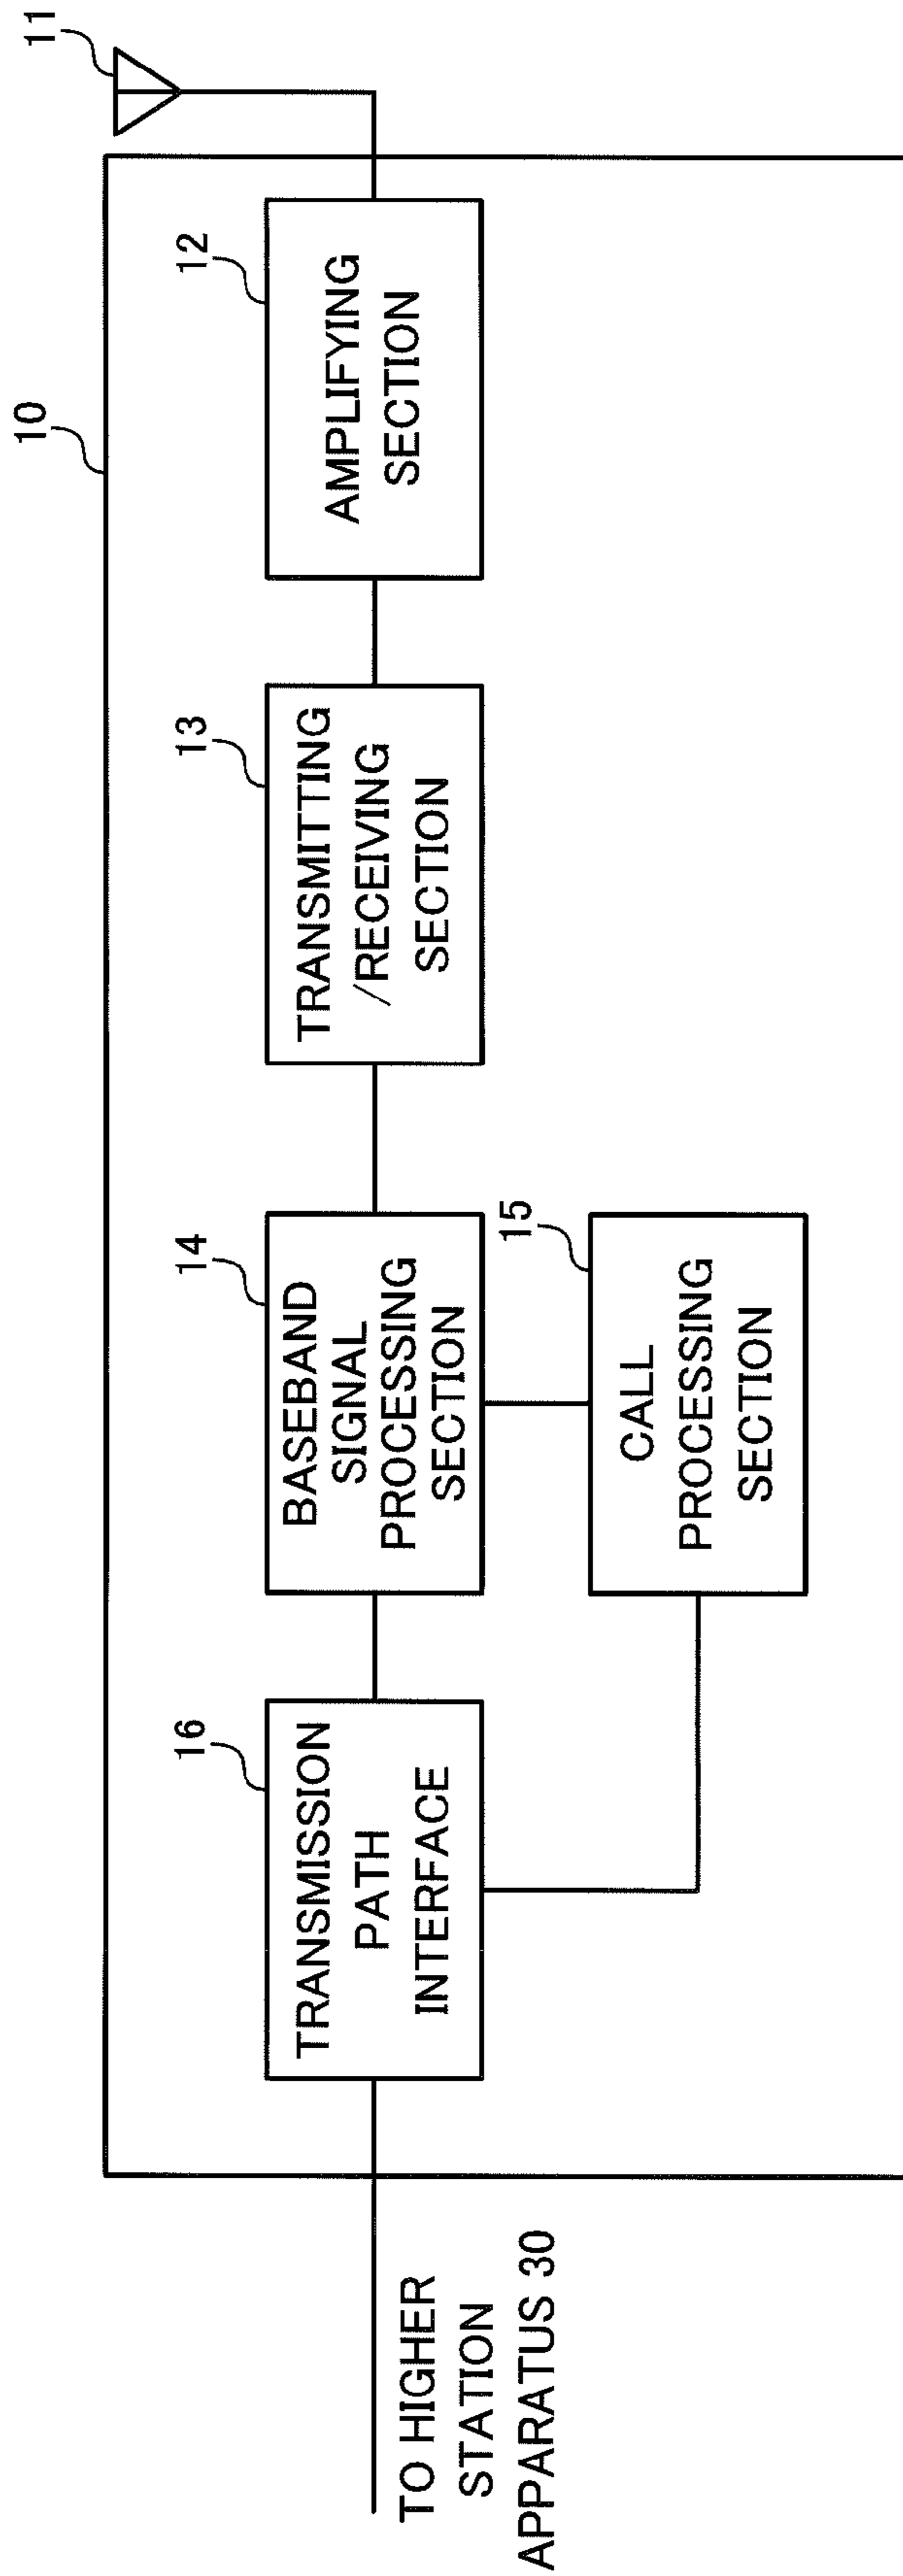 10
11
16
14
13
12
TRANSMISSION
PATH
INTERFACE
BASEBAND
SIGNAL
PROCESSING
SECTION
TRANSMITTING
/RECEIVING
SECTION
AMPLIFYING
SECTION
15
CALL
PROCESSING
SECTION
TO HIGHER
STATION
APPARATUS 30